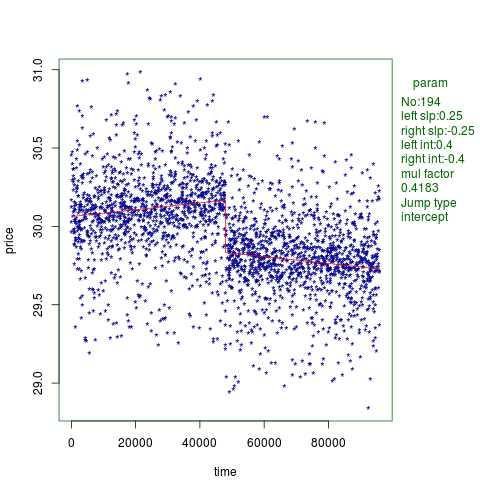 param
No:194
left slp:0.25
right slp:-0.25
left int:0.4
right int:-0.4
mul factor
0.4183
Jump type
intercept
31.0
30.5
30.0
29.5
29.0
price
0 20000 40000 60000 80000
time